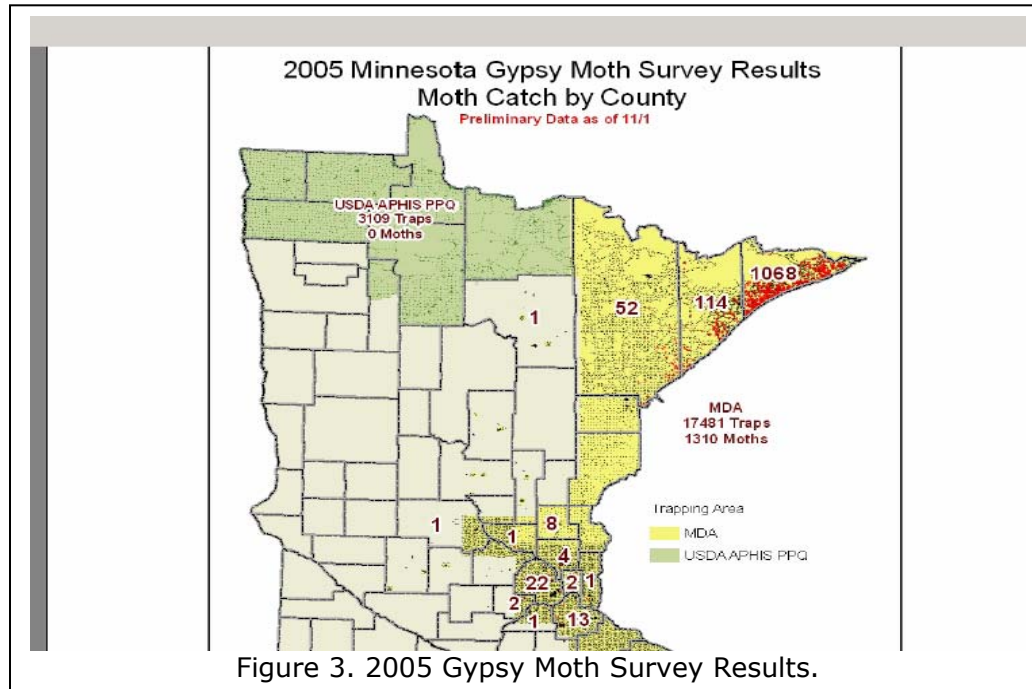 2005 Minnesota Gypsy Moth Survey Results
Moth Catch by County
Preliminary Data as of 11/1
USDA-APHIS PPQ
3109 Traps
0 Moths
1068
114
52
1
MDA
17481 Traps
1310 Moths
Trapping Area
MDA
USDA APHIS PPQ
1
1
8
4
22
2
1
2
1
13
Figure 3. 2005 Gypsy Moth Survey Results.